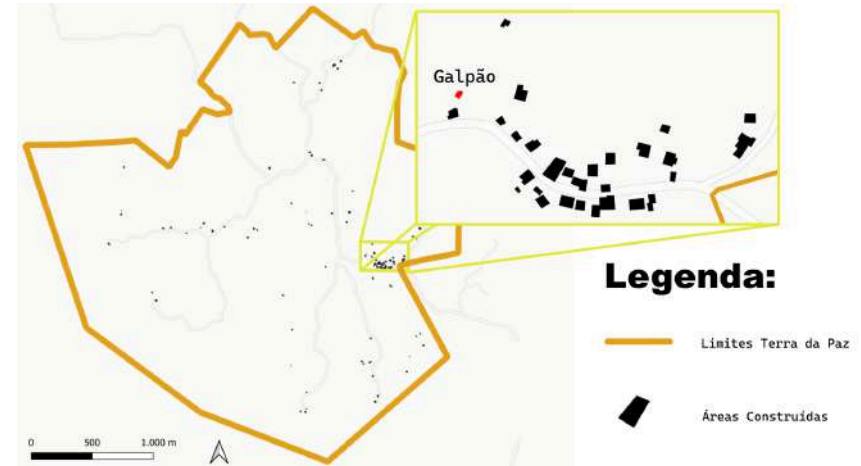 Galpão
Legenda:
Limites Terra da Paz
Áreas Construídas
0 500 1.000 m